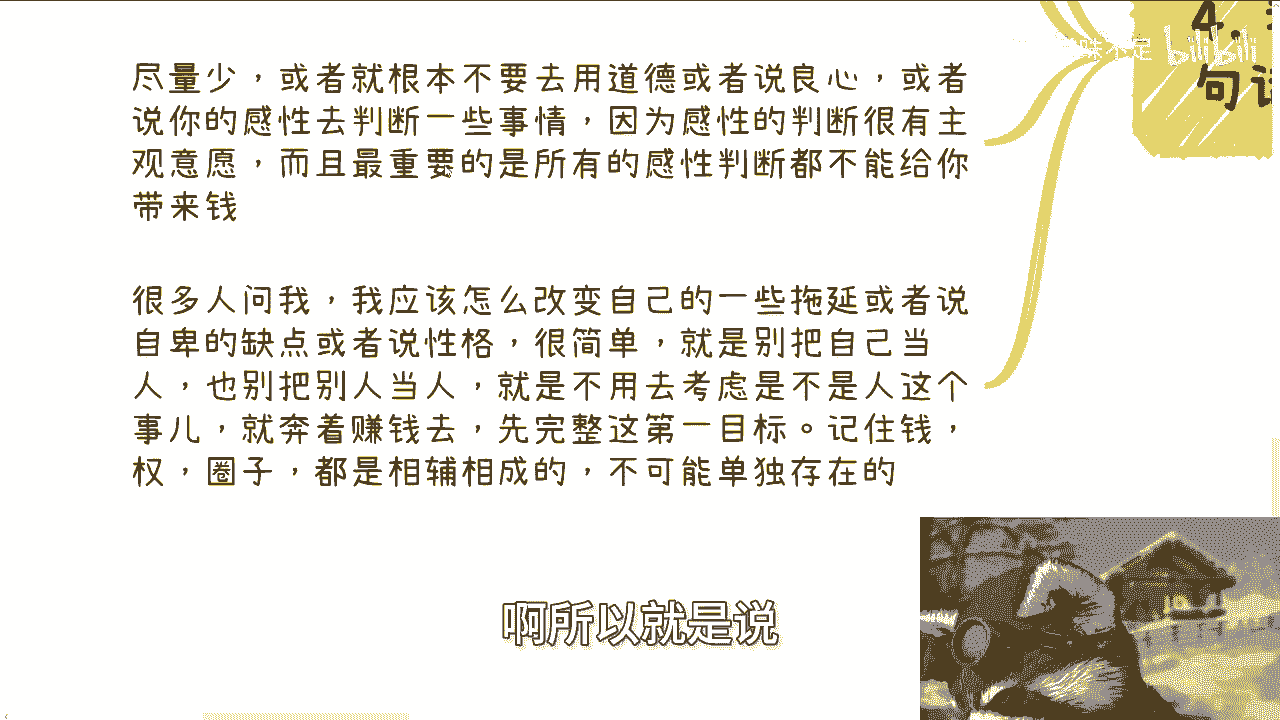 尽量少，或者就根本不要去用道德或者说良心，或者
说你的感性去判断一些事情，因为感性的判断很有主
观意愿，而且最重要的是所有的感性判断都不能给你
带来钱
很多人问我，我应该怎么改变自己的一些拖延或者说
自卑的缺点或者说性格，很简单，就是别把自己当
人，也别把别人当人，就是不用去考虑是不是人这个
事儿，就奔着赚钱去，先完整这第一目标。记住钱，
权，圈子，都是相辅相成的，不可能单独存在的
4.
不定 bilibili
句
啊所以就是说